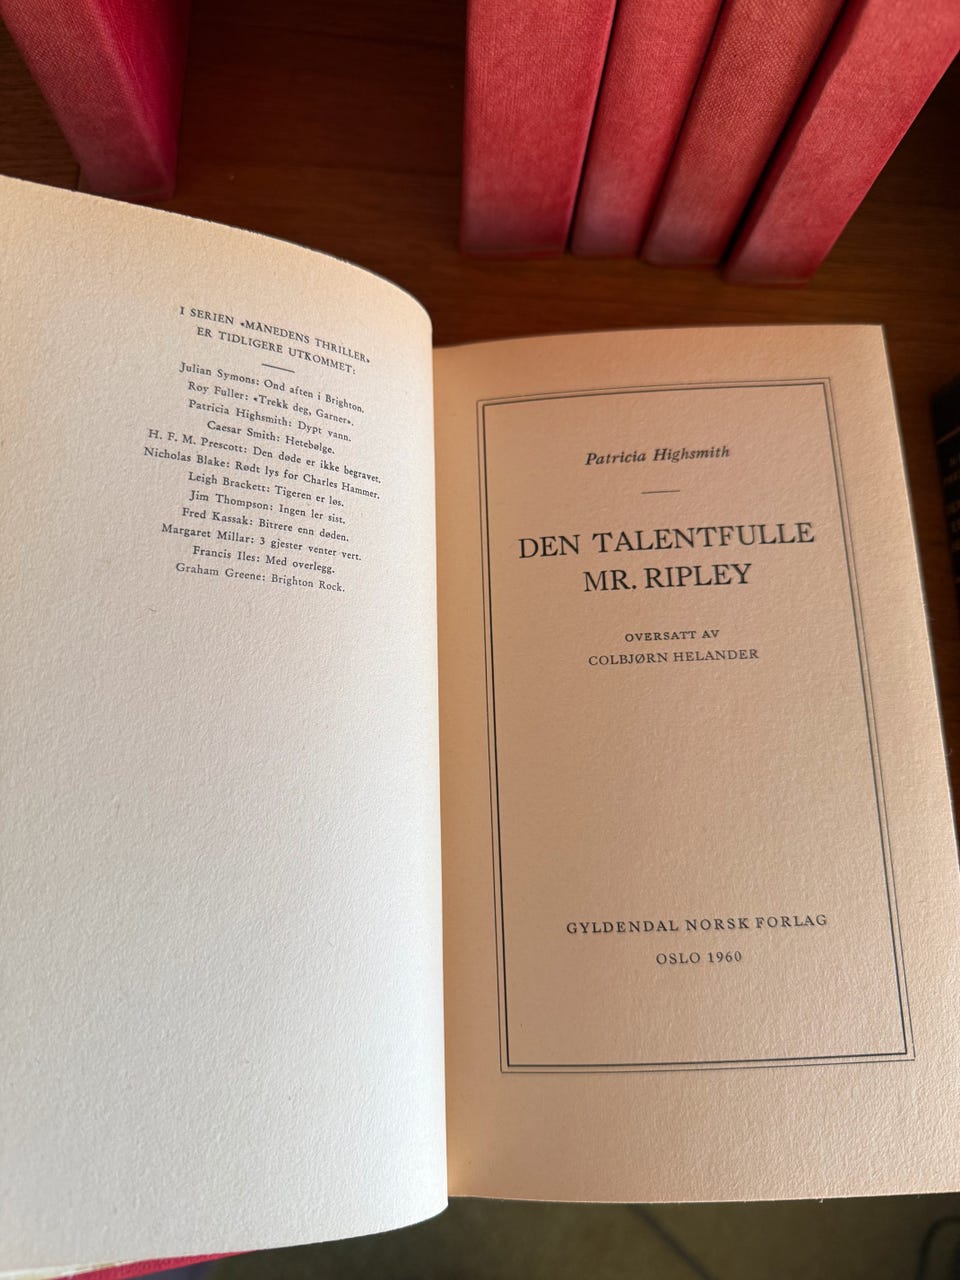 I SERIEN «MÅNEDENS THRILLER»
ER TIDLIGERE UTKOMMET:
Julian Symons: Ond aften i Brighton.
Roy Fuller: «Trekk deg, Garner».
Patricia Highsmith: Dypt vann.
Caesar Smith: Hetebølge.
H. F. M. Prescott: Den døde er ikke begravet.
Nicholas Blake: Rødt lys for Charles Hammer.
Leigh Brackett: Tigeren er løs.
Jim Thompson: Ingen ler sist.
Fred Kassak: Bitrere enn døden.
Margaret Millar: 3 gjester venter vert.
Francis Iles: Med overlegg.
Graham Greene: Brighton Rock.
Patricia Highsmith
DEN TALENTFULLE
MR. RIPLEY
OVERSATT AV
COLBJØRN HELANDER
GYLDENDAL NORSK FORLAG
OSLO 1960